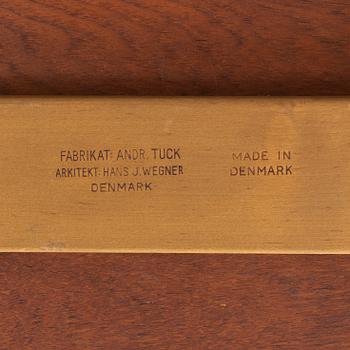 FABRIKAT: ANDR. TUCK
ARKITEKT: HANS J. WEGNER
DENMARK
MADE IN
DENMARK